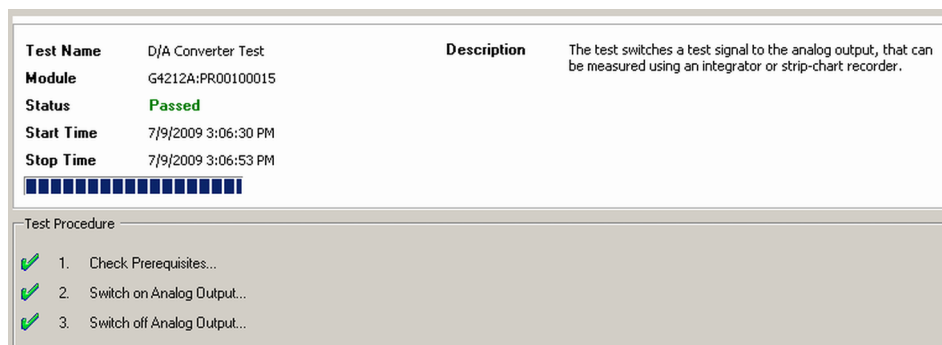 Test Name D/A Converter Test Description The test switches a test signal to the analog output, that can
be measured using an integrator or strip-chart recorder.
Module G4212A:PR00100015
Status Passed
Start Time 7/9/2009 3:06:30 PM
Stop Time 7/9/2009 3:06:53 PM
Test Procedure
1. Check Prerequisites...
2. Switch on Analog Output...
3. Switch off Analog Output...